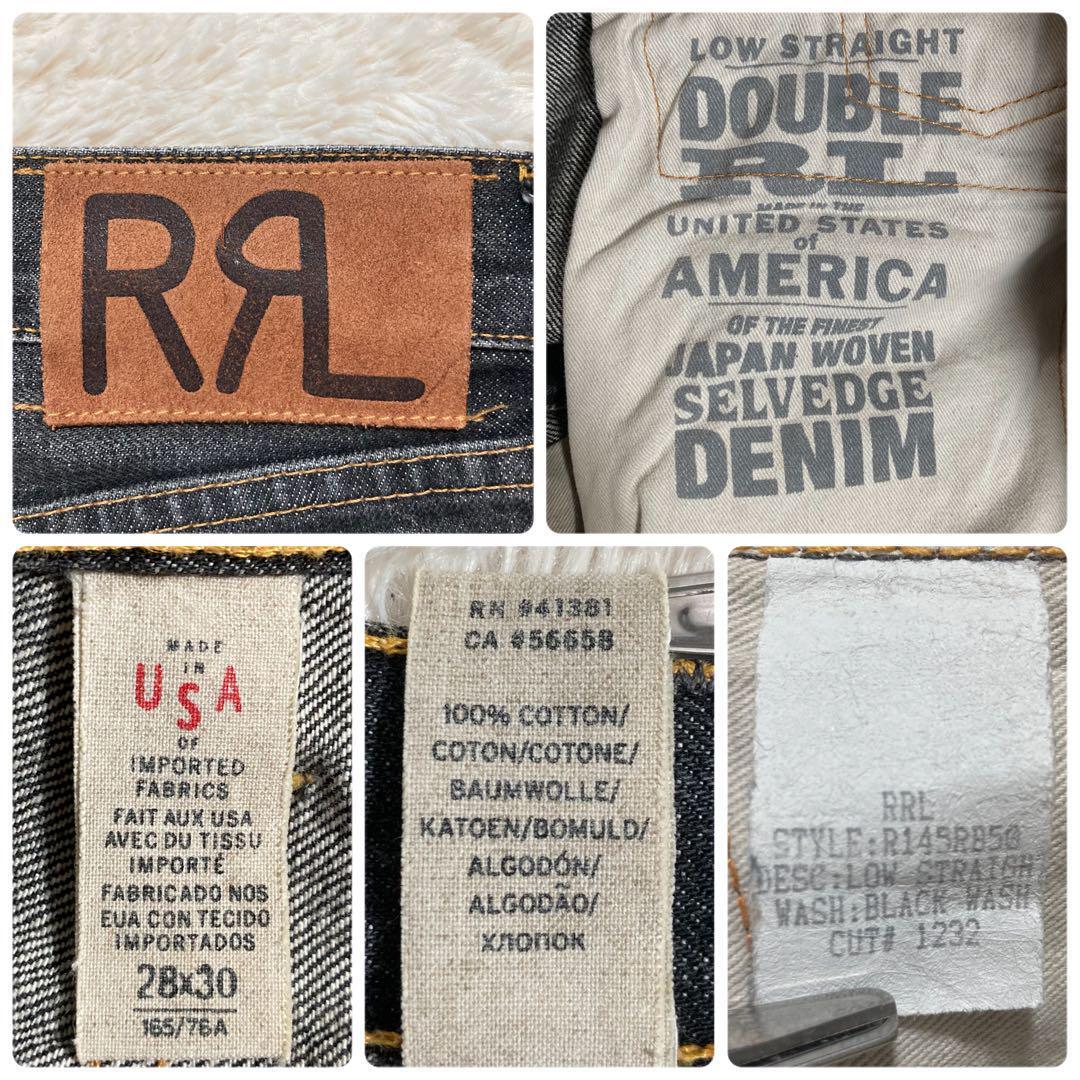 RRL
LOW STRAIGHT
DOUBLE
RL
MADE IN THE
UNITED STATES
of
AMERICA
OF THE FINEST
JAPAN WOVEN
SELVEDGE
DENIM
MADE
IN
USA
OF
IMPORTED
FABRICS
FAIT AUX USA
AVEC DU TISSU
IMPORTÉ
FABRICADO NOS
EUA CON TECIDO
IMPORTADOS
28x30
165/76A
RN #41381
CA #56658
100% COTTON/
COTON/COTONE/
BAUMWOLLE/
KATOEN/BOMULD/
ALGODÓN/
ALGODÃO/
ХЛОПОК
RRL
STYLE:R145RB50
DESC:LOW STRAIGH
WASH:BLACK WASH
CUT# 1232